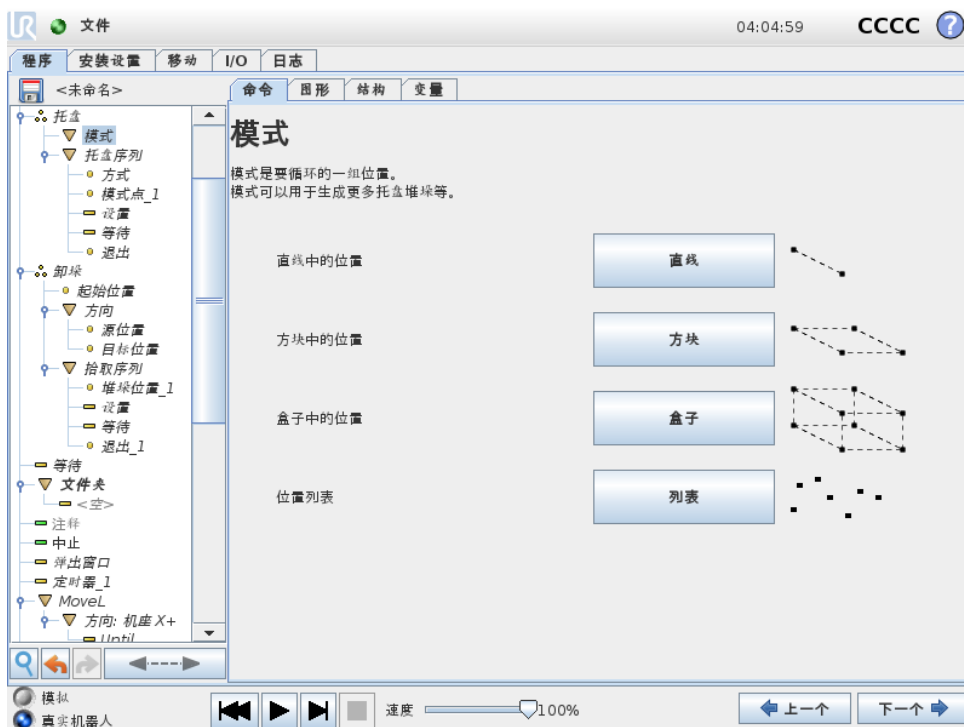 UR 文件 04:04:59 CCCC ?
程序 安装设置 移动 I/O 日志
<未命名>
命令 图形 结构 变量
托盘
模式
托盘序列
方式
模式点_1
设置
等待
退出
卸垛
起始位置
方向
源位置
目标位置
拾取序列
堆垛位置_1
设置
等待
退出_1
等待
文件夹
<空>
注释
中止
弹出窗口
定时器_1
MoveL
方向: 机座 X+
Until
模式
模式是要循环的一组位置。
模式可以用于生成更多托盘堆垛等。
直线中的位置 直线
方块中的位置 方块
盒子中的位置 盒子
位置列表 列表
模拟
真实机器人
速度 100%
上一个 下一个